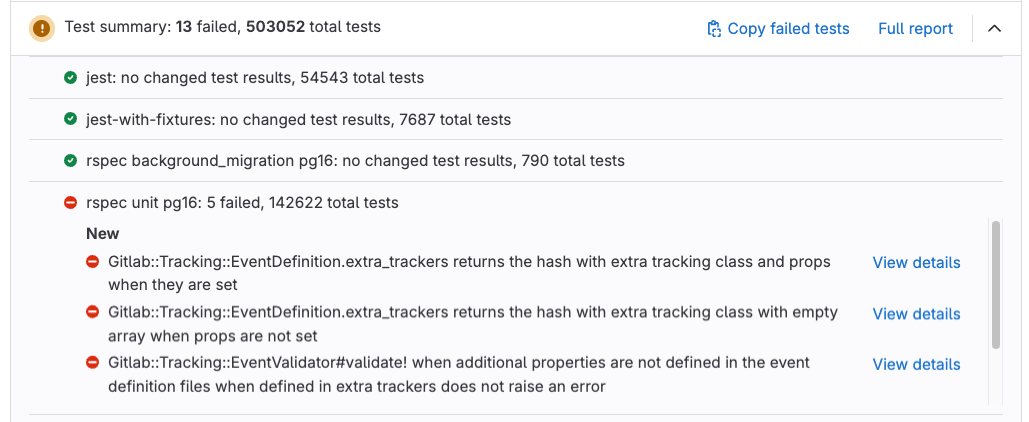 Test summary: 13 failed, 503052 total tests
Copy failed tests
Full report
jest: no changed test results, 54543 total tests
jest-with-fixtures: no changed test results, 7687 total tests
rspec background_migration pg16: no changed test results, 790 total tests
rspec unit pg16: 5 failed, 142622 total tests
New
Gitlab::Tracking::EventDefinition.extra_trackers returns the hash with extra tracking class and props
when they are set
View details
Gitlab::Tracking::EventDefinition.extra_trackers returns the hash with extra tracking class with empty
array when props are not set
View details
Gitlab::Tracking::EventValidator#validate! when additional properties are not defined in the event
definition files when defined in extra trackers does not raise an error
View details